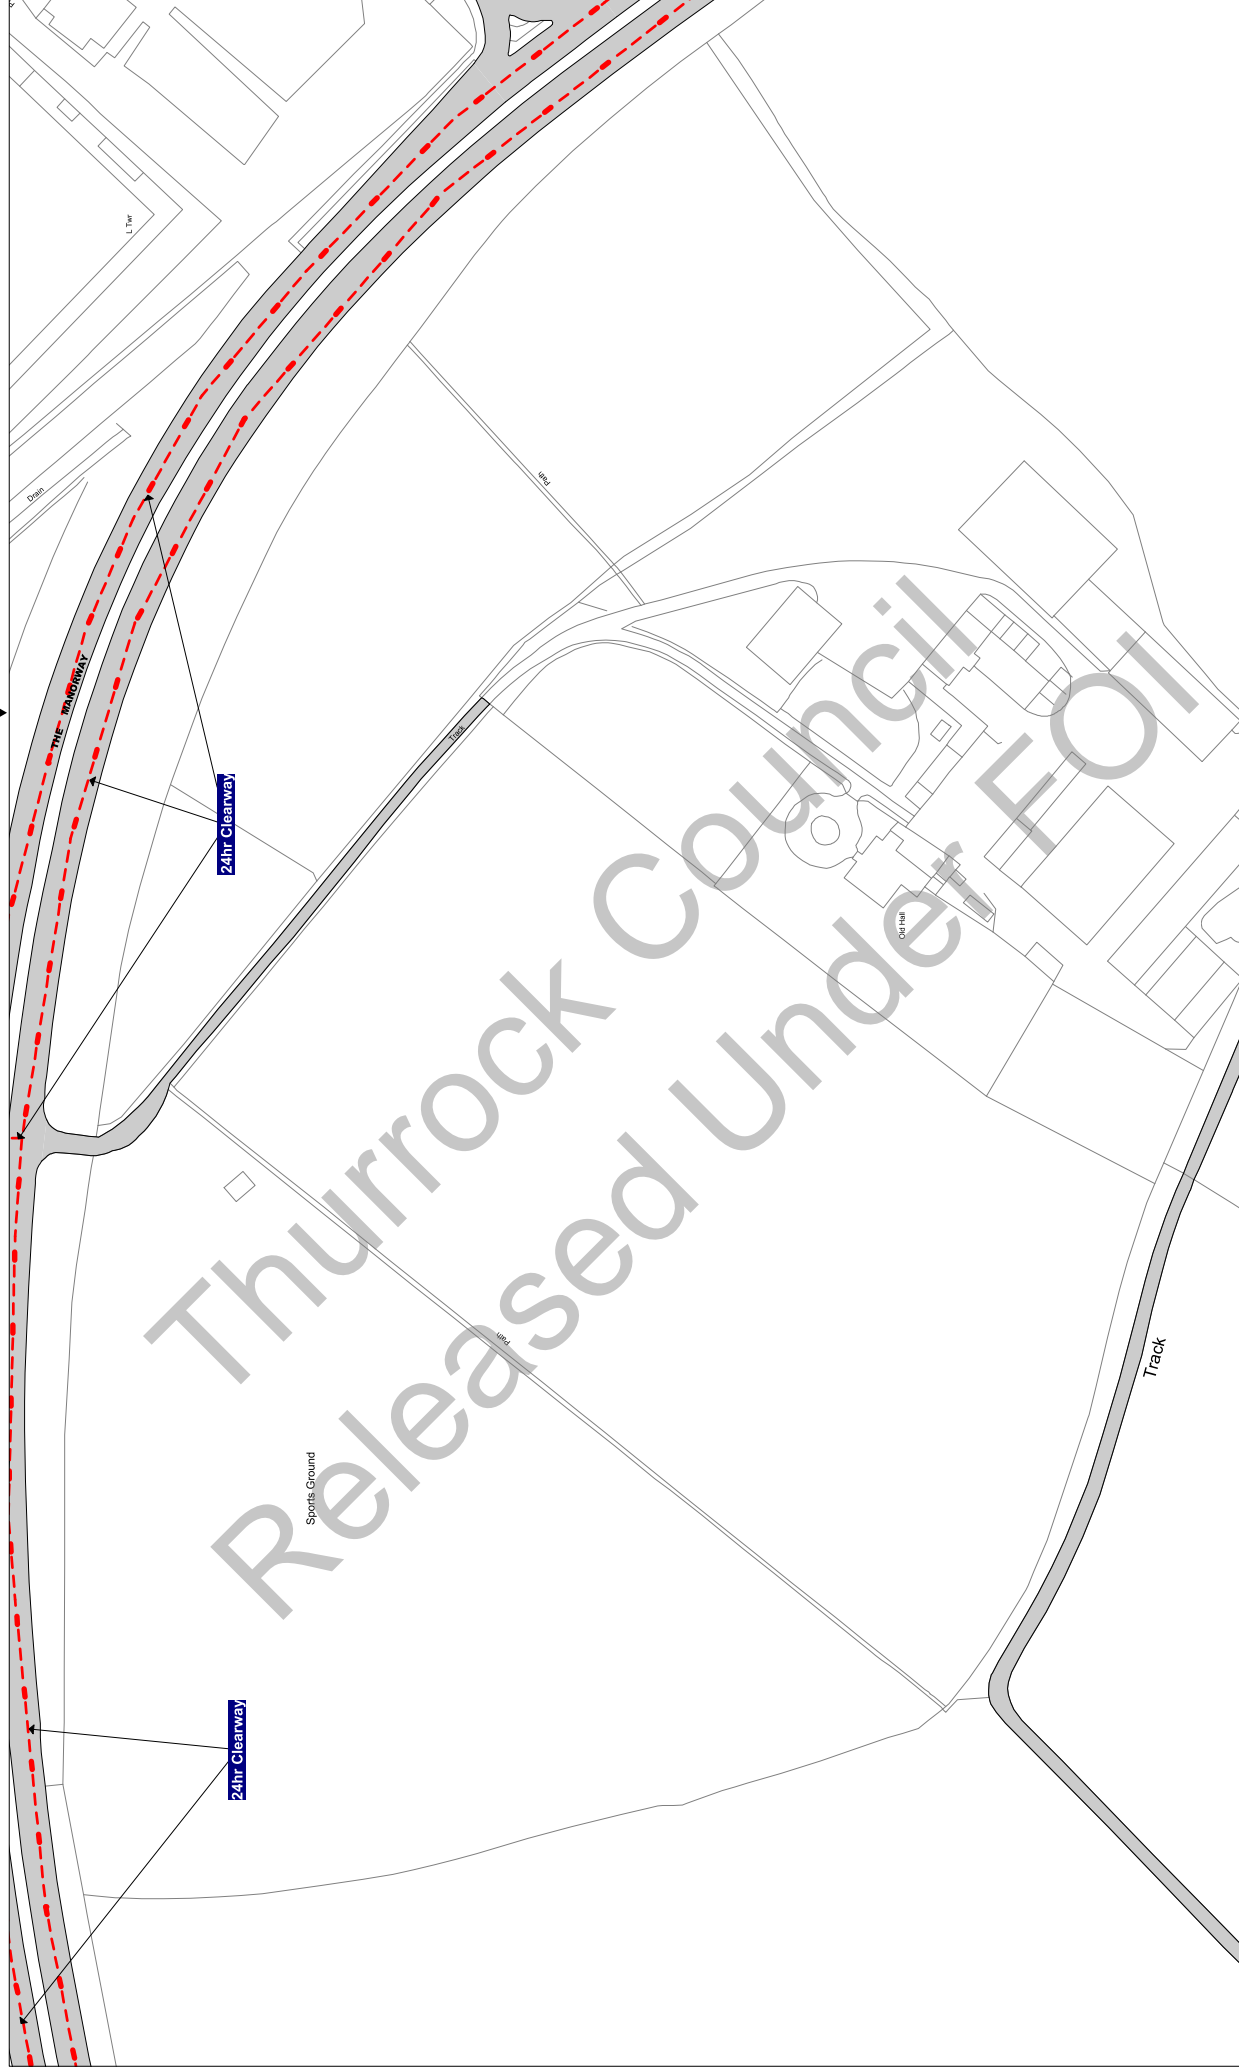 L Twr
Drain
Path
THE MANORWAY
Track
24hr Clearway
Old Hall
Thurrock Council
Released Under FOI
Path
Track
Sports Ground
24hr Clearway